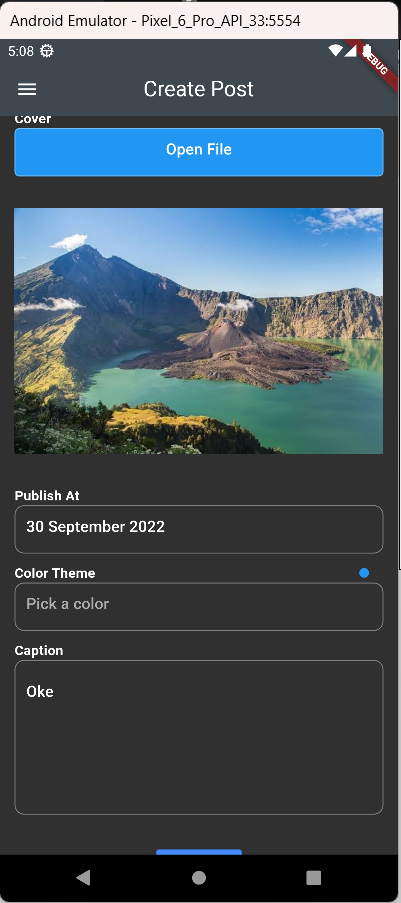 Android Emulator - Pixel_6_Pro_API_33:5554
5:08
DEBUG
Create Post
Cover
Open File
Publish At
30 September 2022
Color Theme
Pick a color
Caption
Oke